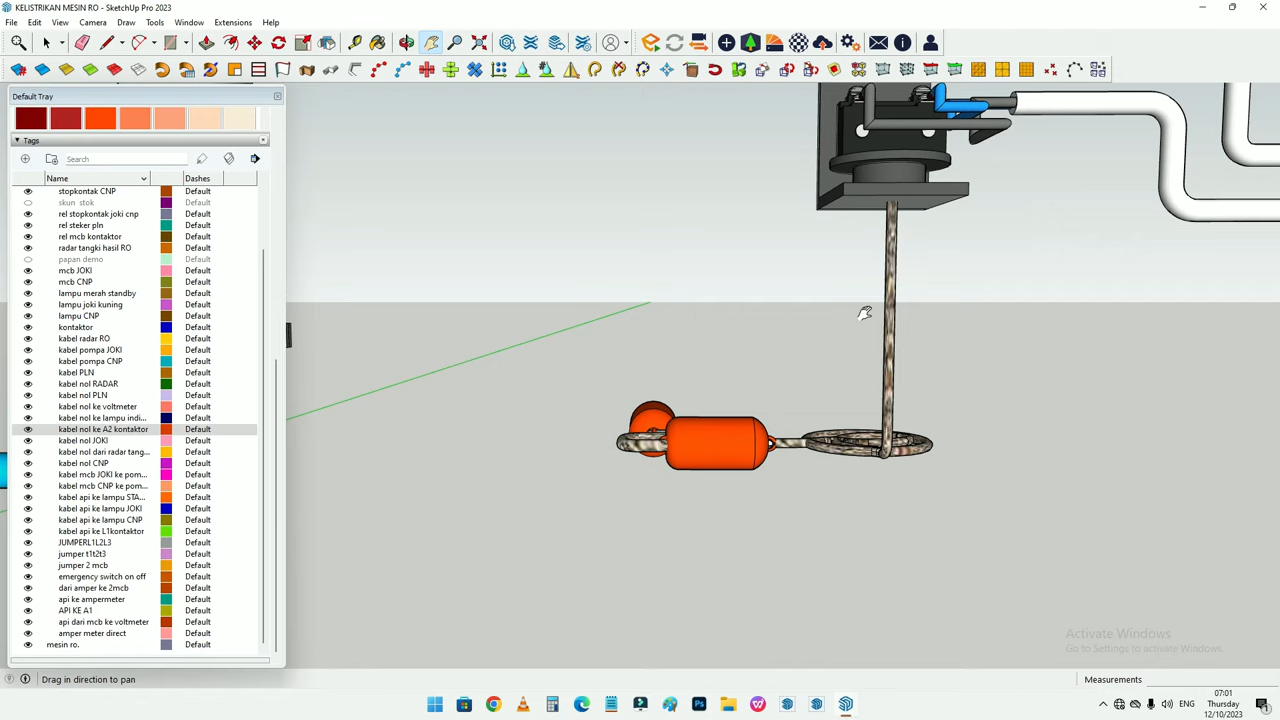 KELISTRIKAN MESIN RO - SketchUp Pro 2023
File Edit View Camera Draw Tools Window Extensions Help
Default Tray
Tags
Search
Name Dashes
stopkontak CNP Default
skun stok Default
rel stopkontak joki cnp Default
rel steker pln Default
rel mcb kontaktor Default
radar tangki hasil RO Default
papan demo Default
mcb JOKI Default
mcb CNP Default
lampu merah standby Default
lampu joki kuning Default
lampu CNP Default
kontaktor Default
kabel radar RO Default
kabel pompa JOKI Default
kabel pompa CNP Default
kabel PLN Default
kabel nol RADAR Default
kabel nol PLN Default
kabel nol ke voltmeter Default
kabel nol ke lampu indi... Default
kabel nol ke A2 kontaktor Default
kabel nol JOKI Default
kabel nol dari radar tang... Default
kabel nol CNP Default
kabel mcb JOKI ke pom... Default
kabel mcb CNP ke pom... Default
kabel api ke lampu STA... Default
kabel api ke lampu JOKI Default
kabel api ke lampu CNP Default
kabel api ke L1kontaktor Default
JUMPERL1L2L3 Default
jumper t1t2t3 Default
jumper 2 mcb Default
emergency switch on off Default
dari amper ke 2mcb Default
api ke ampermeter Default
API KE A1 Default
api dari mcb ke voltmeter Default
amper meter direct Default
mesin ro. Default
Activate Windows
Go to Settings to activate Windows.
Drag in direction to pan
Measurements
ENG
07:01
Thursday
12/10/2023